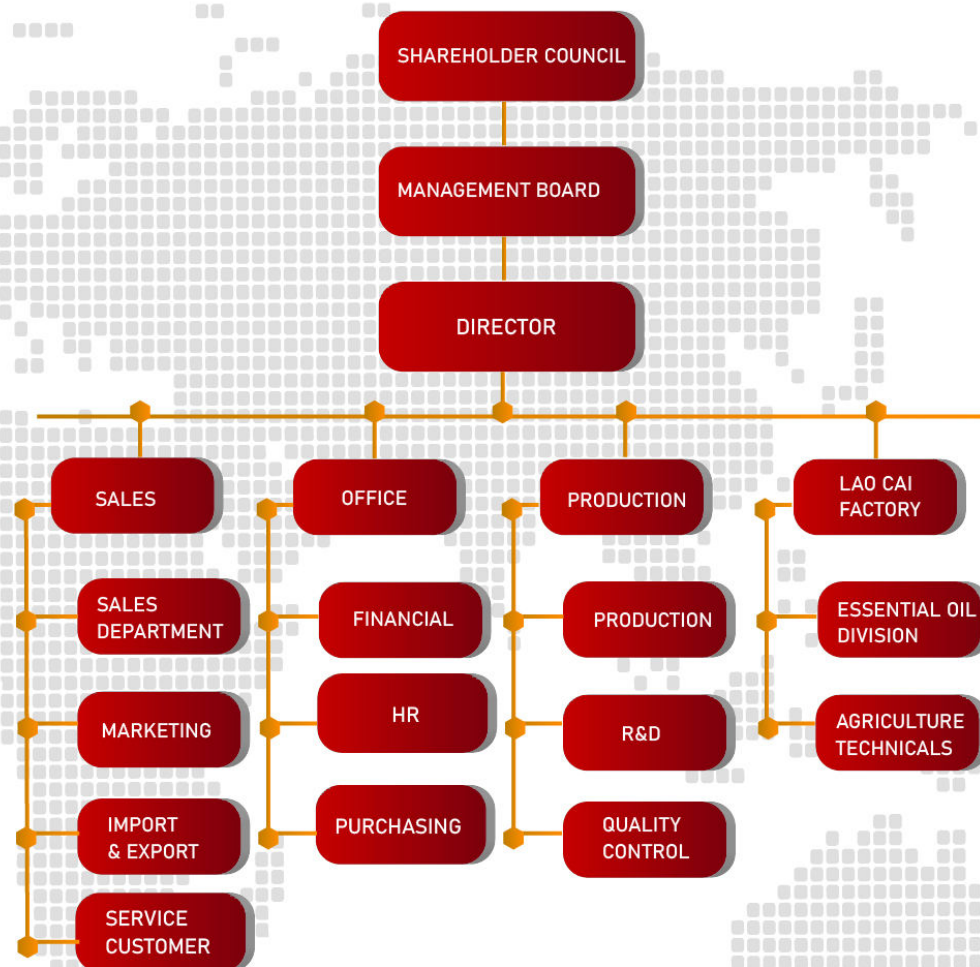 SHAREHOLDER COUNCIL
MANAGEMENT BOARD
DIRECTOR
SALES
OFFICE
PRODUCTION
LAO CAI
FACTORY
SALES
DEPARTMENT
FINANCIAL
PRODUCTION
ESSENTIAL OIL
DIVISION
MARKETING
HR
R&D
AGRICULTURE
TECHNICALS
IMPORT
& EXPORT
PURCHASING
QUALITY
CONTROL
SERVICE
CUSTOMER